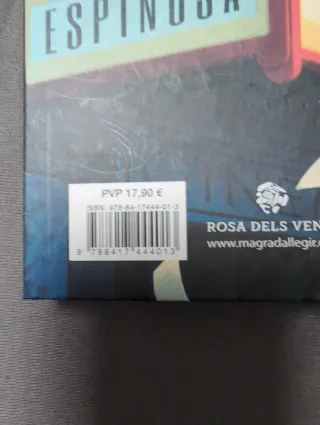 ESPINOSA
PVP 17,90 €
ISBN: 978-84-17444-01-3
9 788417 444013
ROSA DELS VEN
www.magradallegir.c